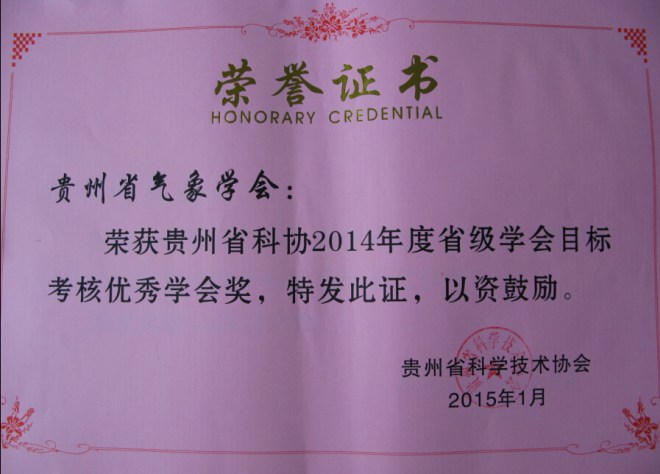 荣誉证书
HONORARY CREDENTIAL
贵州省气象学会：
荣获贵州省科协2014年度省级学会目标
考核优秀学会奖，特发此证，以资鼓励。
贵州省科学技术协会
2015年1月